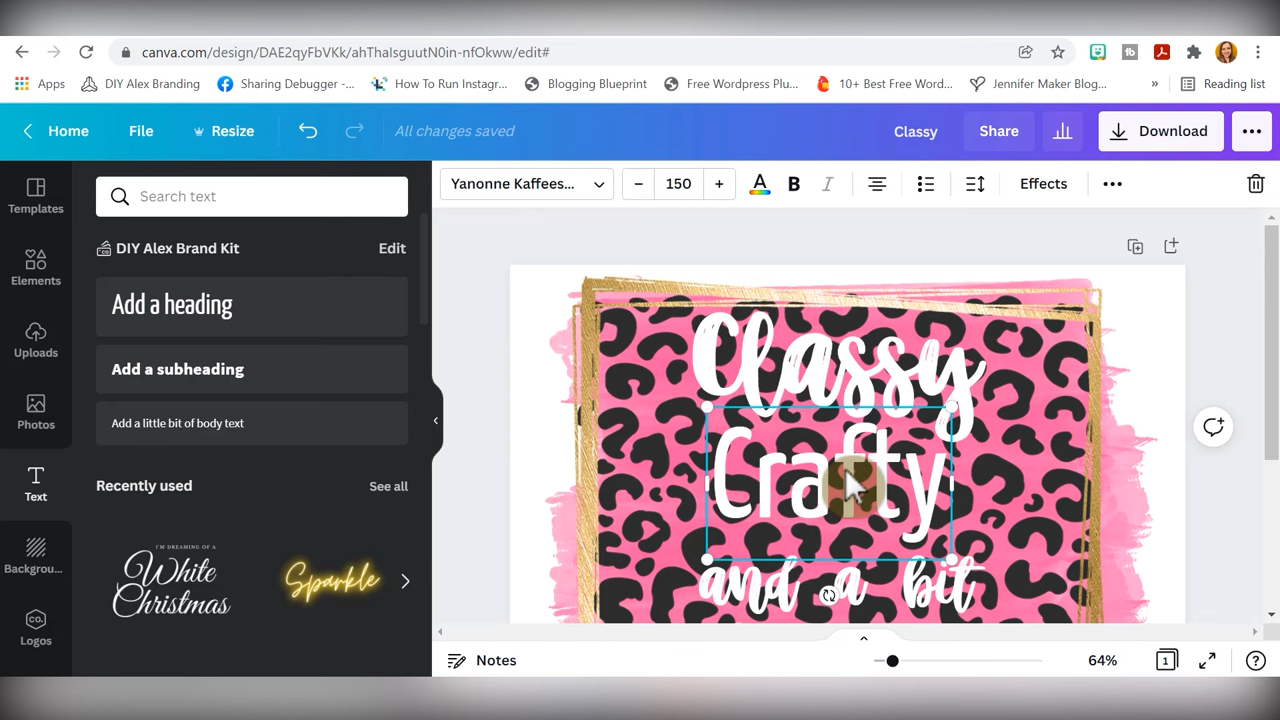 canva.com/design/DAE2qyFbVKk/ahThaIsguutN0in-nfOkww/edit#
Apps DIY Alex Branding Sharing Debugger -... How To Run Instagr... Blogging Blueprint Free Wordpress Plu... 10+ Best Free Word... Jennifer Maker Blog... » Reading list
Home File Resize All changes saved Classy Share Download
Yanonne Kaffees... 150 B I Effects
Search text
Templates
DIY Alex Brand Kit Edit
Elements
Add a heading
Uploads
Add a subheading
Photos
Add a little bit of body text
Text
Recently used See all
I'M DREAMING OF A
White
Christmas
Sparkle
Backgrou...
Logos
Classy
Crafty
and a bit
Notes 64% 1